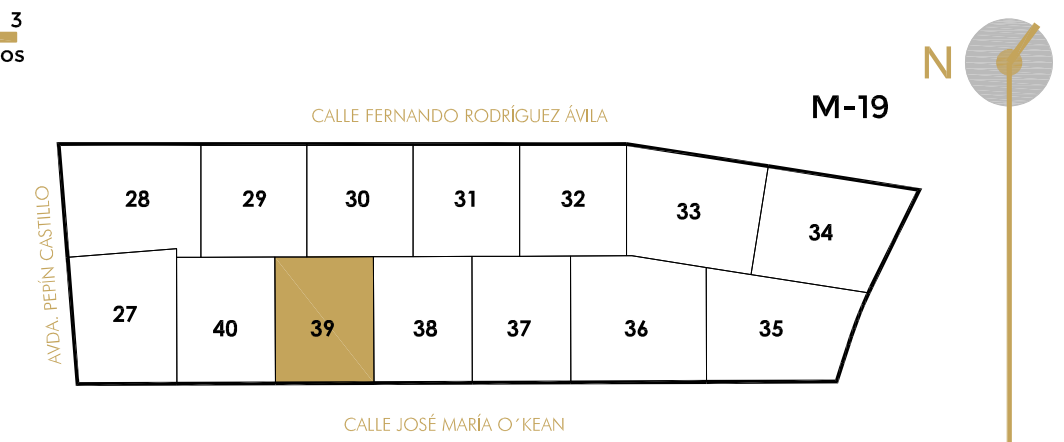 3
OS
N
M-19
CALLE FERNANDO RODRÍGUEZ ÁVILA
AVDA. PEPÍN CASTILLO
28
29
30
31
32
33
34
27
40
39
38
37
36
35
CALLE JOSÉ MARÍA O´KEAN